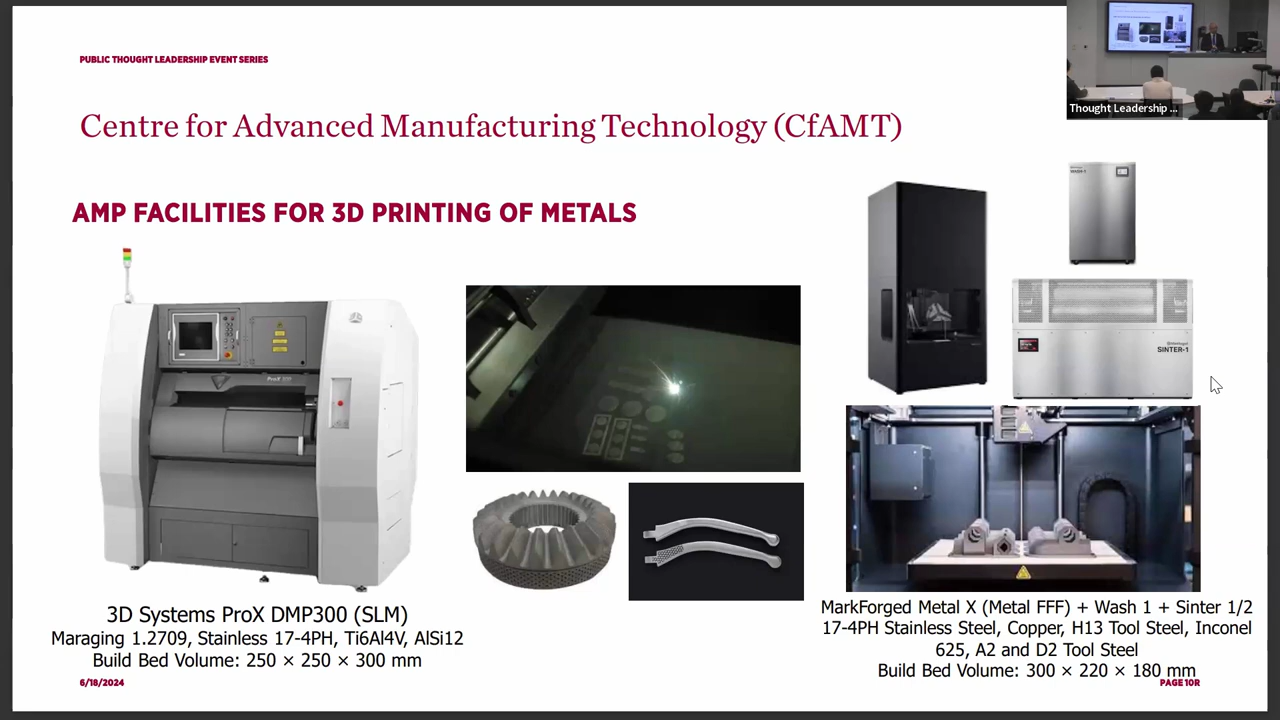 PUBLIC THOUGHT LEADERSHIP EVENT SERIES
Thought Leadership ...
Centre for Advanced Manufacturing Technology (CfAMT)
AMP FACILITIES FOR 3D PRINTING OF METALS
ProX 300
WASH-1
SINTER-1
3D Systems ProX DMP300 (SLM)
Maraging 1.2709, Stainless 17-4PH, Ti6Al4V, AlSi12
Build Bed Volume: 250 × 250 × 300 mm
MarkForged Metal X (Metal FFF) + Wash 1 + Sinter 1/2
17-4PH Stainless Steel, Copper, H13 Tool Steel, Inconel
625, A2 and D2 Tool Steel
Build Bed Volume: 300 × 220 × 180 mm
6/18/2024
PAGE 10R